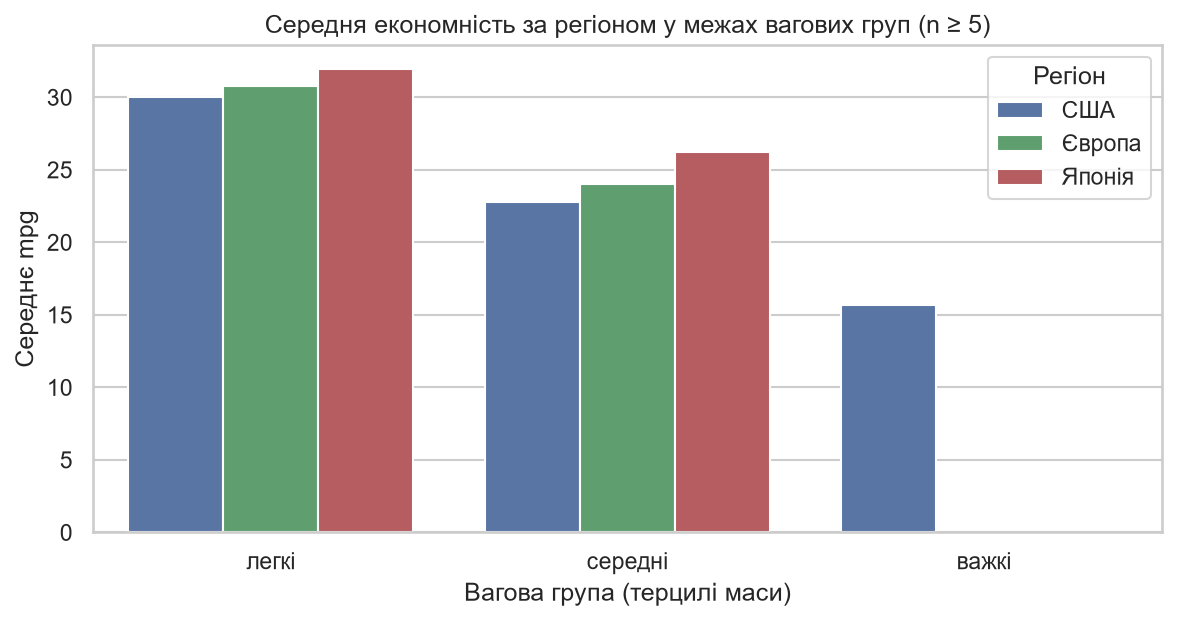 Середня економність за регіоном у межах вагових груп (n ≥ 5)
Регіон
США
Європа
Японія
Середнє mpg
30
25
20
15
10
5
0
легкі
середні
важкі
Вагова група (терцилі маси)